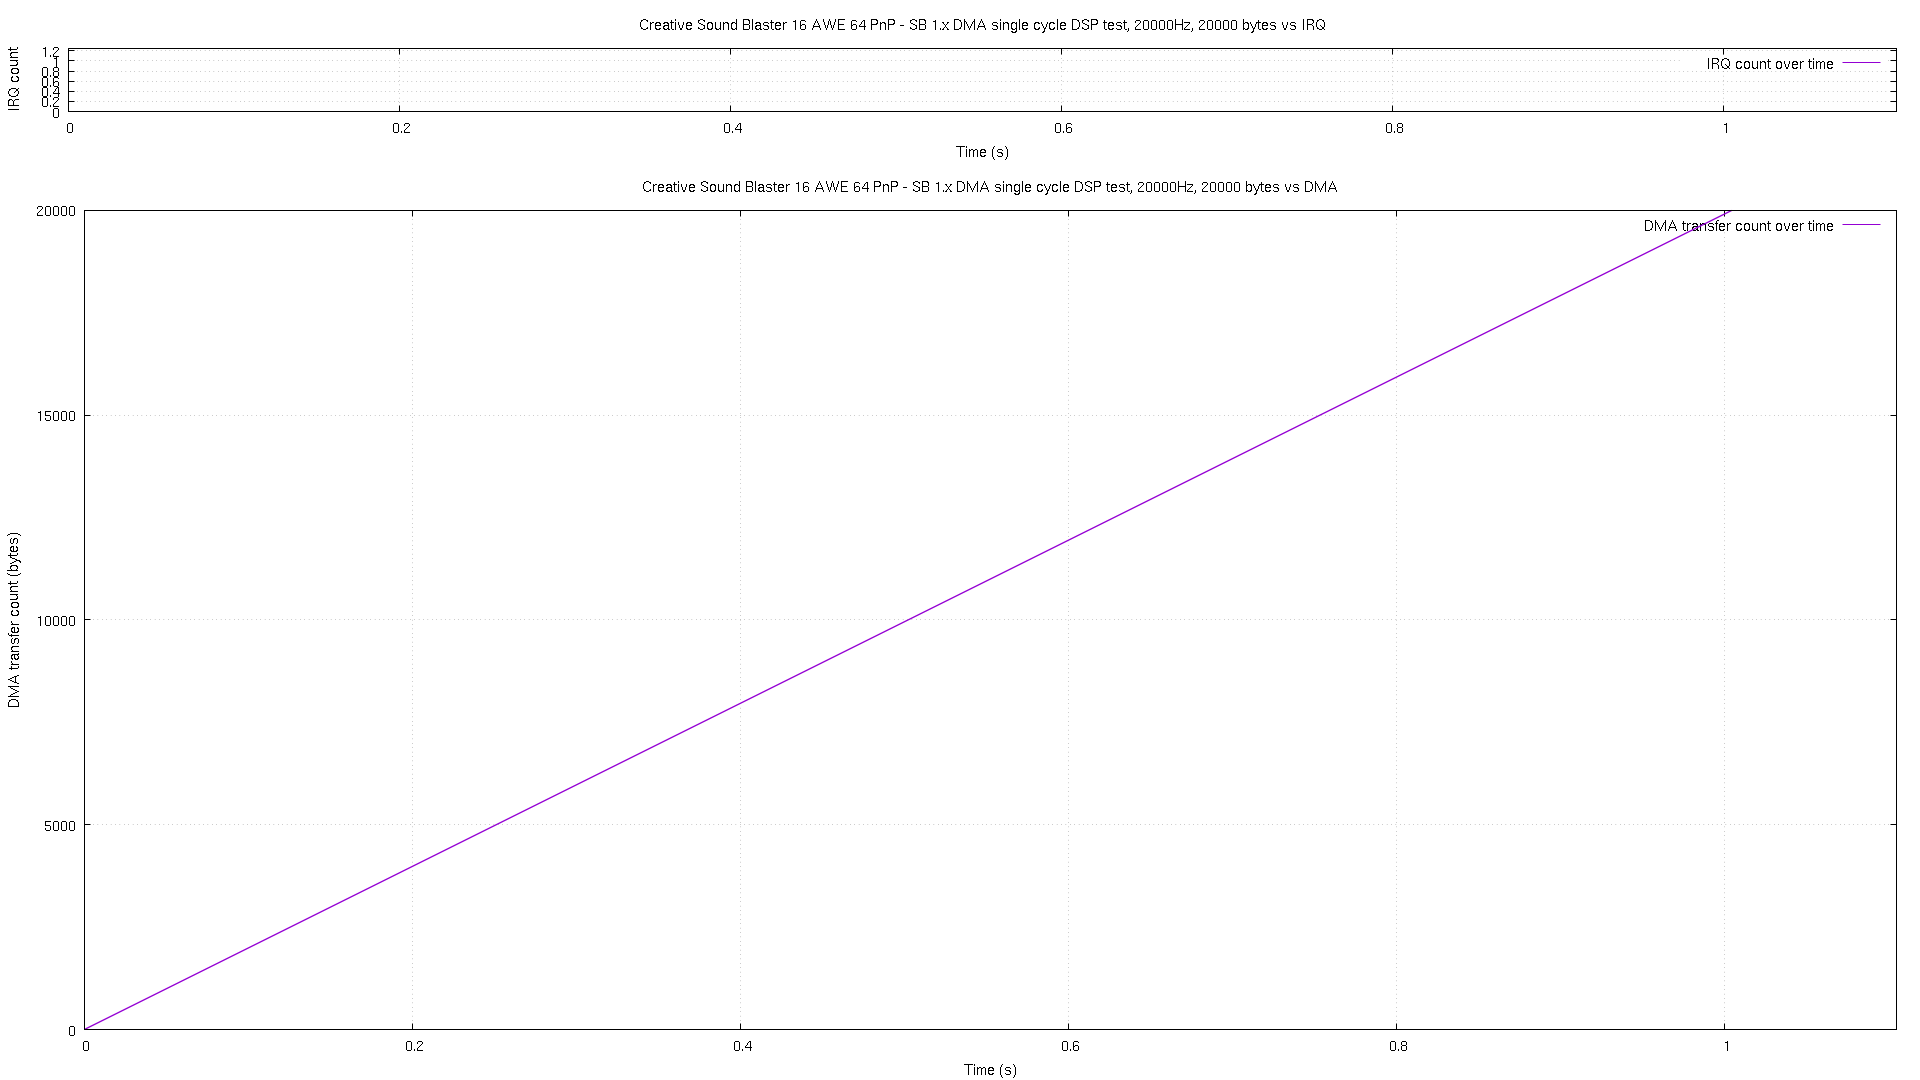 Creative Sound Blaster 16 AWE 64 PnP - SB 1.x DMA single cycle DSP test, 20000Hz, 20000 bytes vs IRQ
IRQ count
1.2
1
0.8
0.6
0.4
0.2
0
IRQ count over time
0 0.2 0.4 0.6 0.8 1
Time (s)
Creative Sound Blaster 16 AWE 64 PnP - SB 1.x DMA single cycle DSP test, 20000Hz, 20000 bytes vs DMA
DMA transfer count (bytes)
20000
15000
10000
5000
0
DMA transfer count over time
0 0.2 0.4 0.6 0.8 1
Time (s)